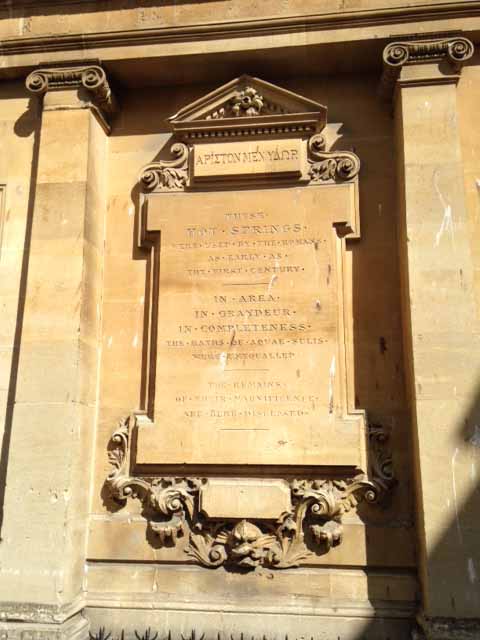 ΑΡΙΣΤΟΝ ΜΕΝ ΥΔΩΡ
THESE
HOT·SPRINGS
WERE·USED·BY·THE·ROMANS
AS·EARLY·AS
THE·FIRST·CENTURY.
IN·AREA
IN·GRANDEUR
IN·COMPLETENESS
THE·BATHS·OF·AQUAE·SULIS
WERE·UNEQUALLED
THE·REMAINS
OF·THEIR·MAGNIFICENCE
ARE·HERE·DISCLOSED